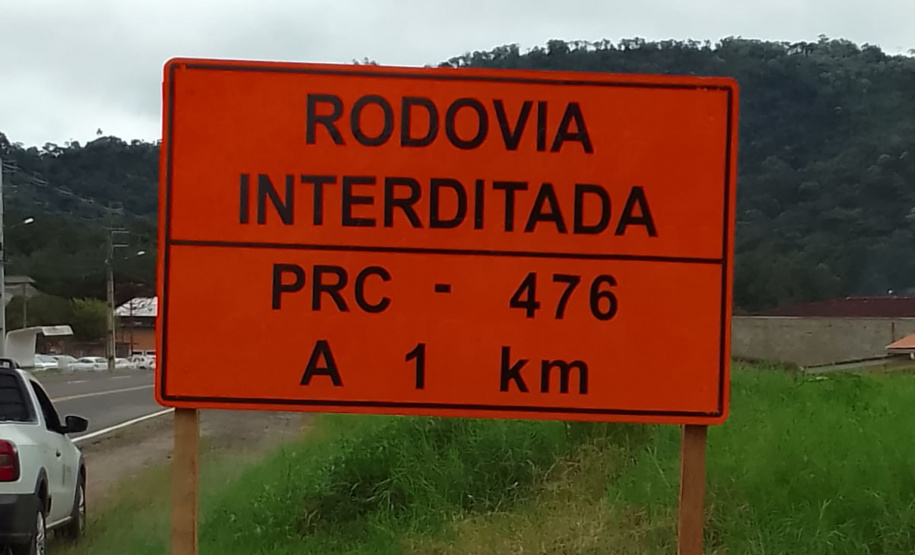 RODOVIA
INTERDITADA
PRC - 476
A 1 km